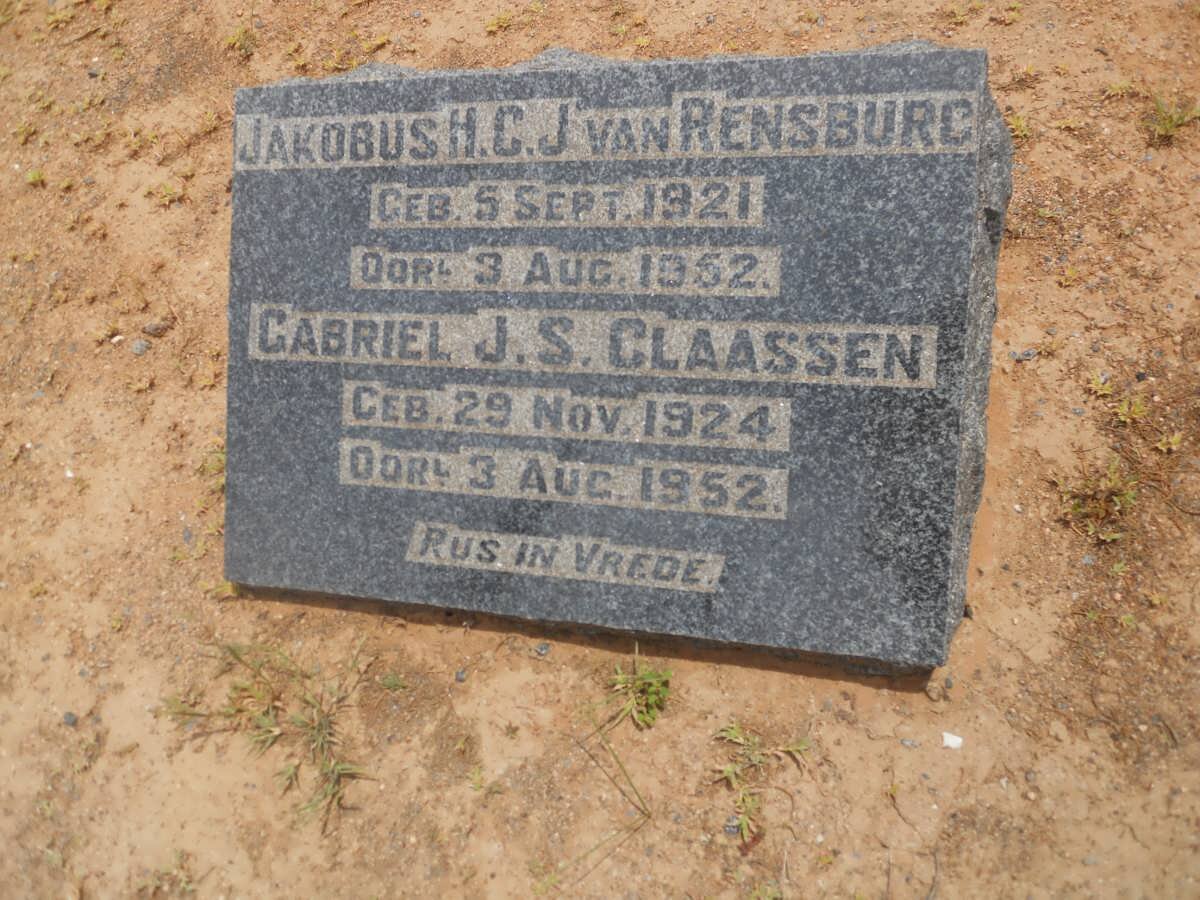 JAKOBUS H.C.J VAN RENSBURG
GEB. 5 SEPT. 1921
OORL 3 AUG. 1952.
GABRIEL J.S. CLAASSEN
GEB. 29 NOV. 1924
OORL 3 AUG. 1952.
RUS IN VREDE.